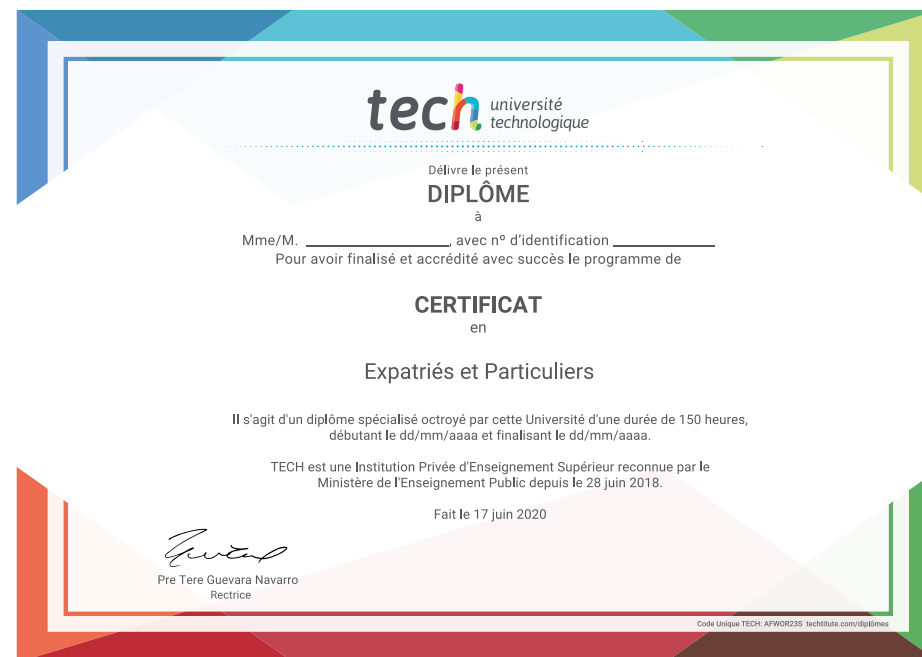 tech université
technologique
Délivre le présent
DIPLÔME
à
Mme/M. ____________________, avec nº d'identification ______________
Pour avoir finalisé et accrédité avec succès le programme de
CERTIFICAT
en
Expatriés et Particuliers
Il s'agit d'un diplôme spécialisé octroyé par cette Université d'une durée de 150 heures,
débutant le dd/mm/aaaa et finalisant le dd/mm/aaaa.
TECH est une Institution Privée d'Enseignement Supérieur reconnue par le
Ministère de l'Enseignement Public depuis le 28 juin 2018.
Fait le 17 juin 2020
Pre Tere Guevara Navarro
Rectrice
Code Unique TECH: AFWOR23S techtitute.com/diplômes